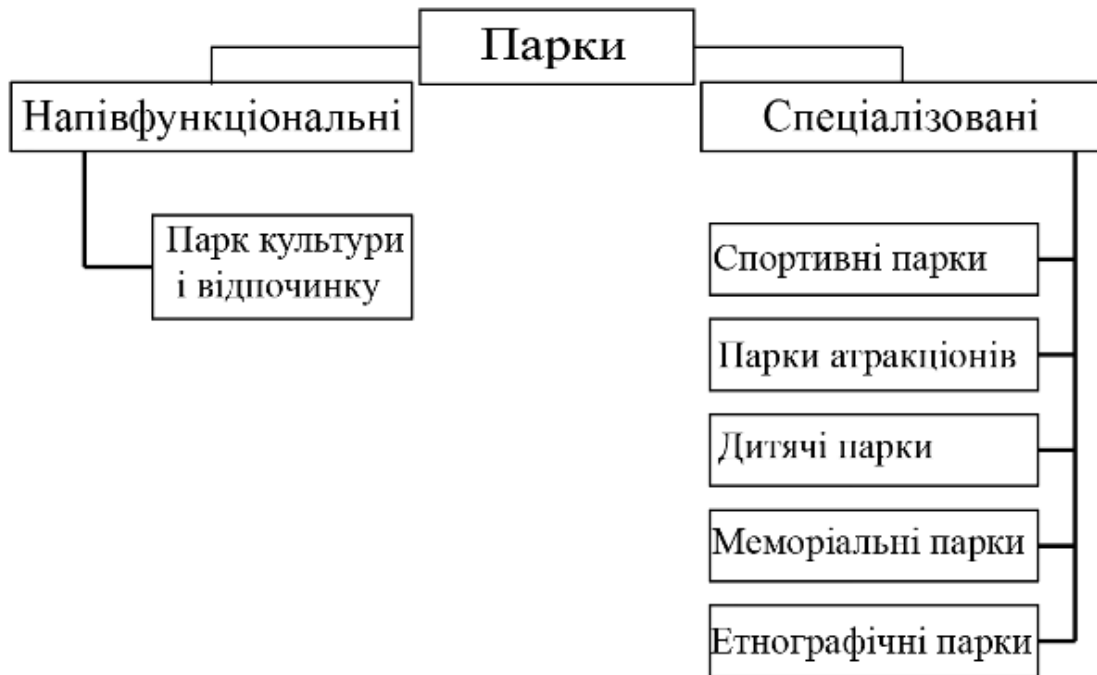 Парки
Напівфункціональні
Спеціалізовані
Парк культури
і відпочинку
Спортивні парки
Парки атракціонів
Дитячі парки
Меморіальні парки
Етнографічні парки